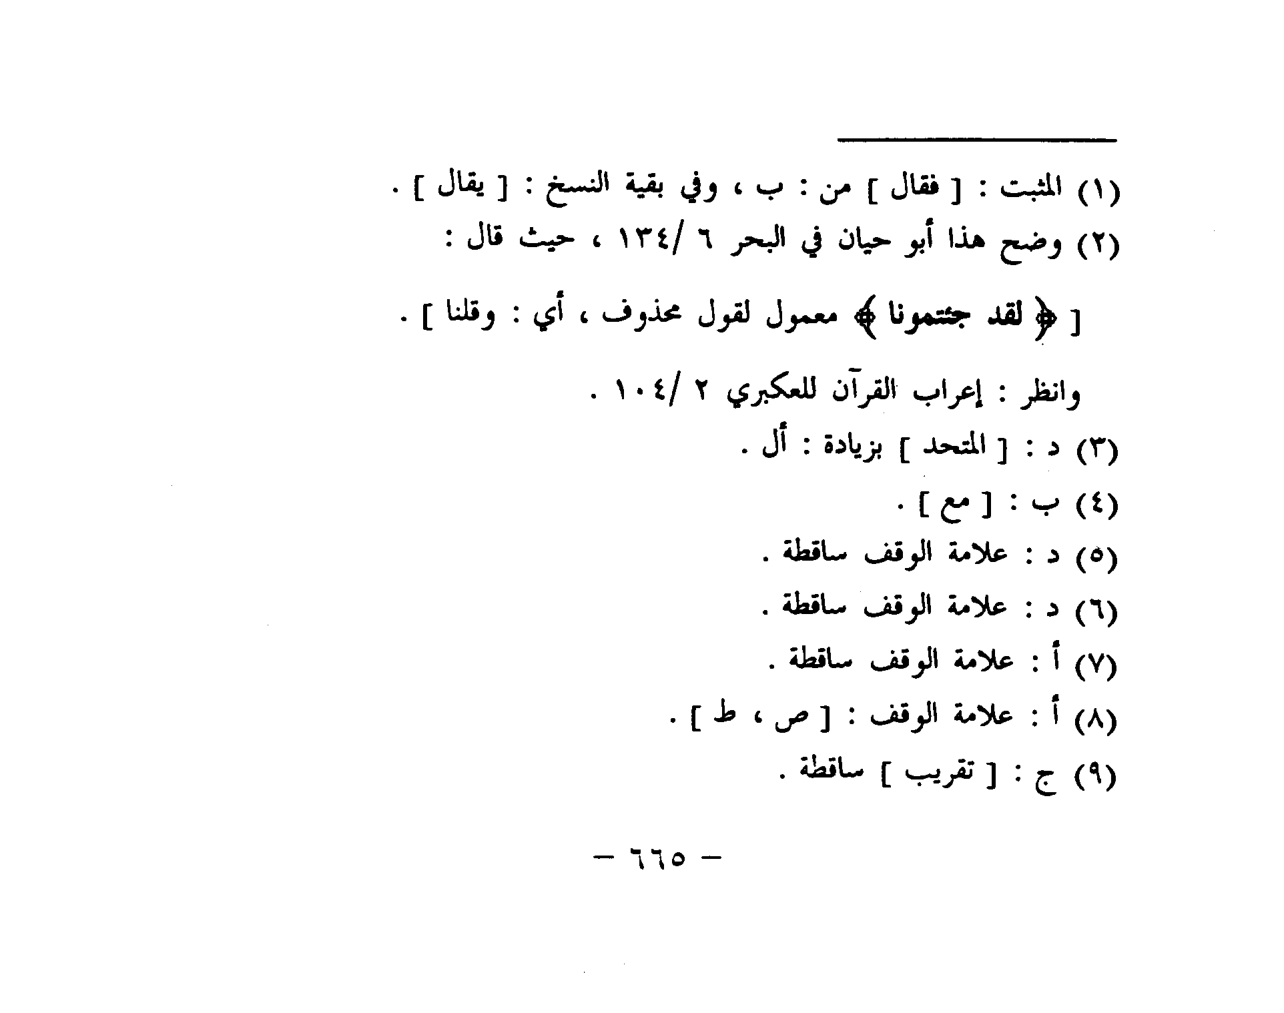 (١) المثبت : [ فقال ] من : ب ، وفي بقية النسخ : [ يقال ] .
(٢) وضح هذا أبو حيان في البحر ٦ /١٣٤ ، حيث قال :
[ ﴿ لقد جئتمونا ﴾ معمول لقول محذوف ، أي : وقلنا ] .
وانظر : إعراب القرآن للعكبري ٢ /١٠٤ .
(٣) د : [ المتحد ] بزيادة : أل .
(٤) ب : [ مع ] .
(٥) د : علامة الوقف ساقطة .
(٦) د : علامة الوقف ساقطة .
(٧) أ : علامة الوقف ساقطة .
(٨) أ : علامة الوقف : [ ص ، ط ] .
(٩) ج : [ تقريب ] ساقطة .
– ٦٦٥ –